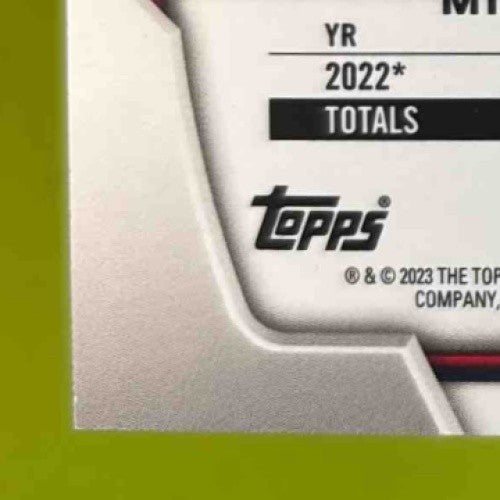 YR
2022*
TOTALS
TOPPS®
® & © 2023 THE TOP
COMPANY,